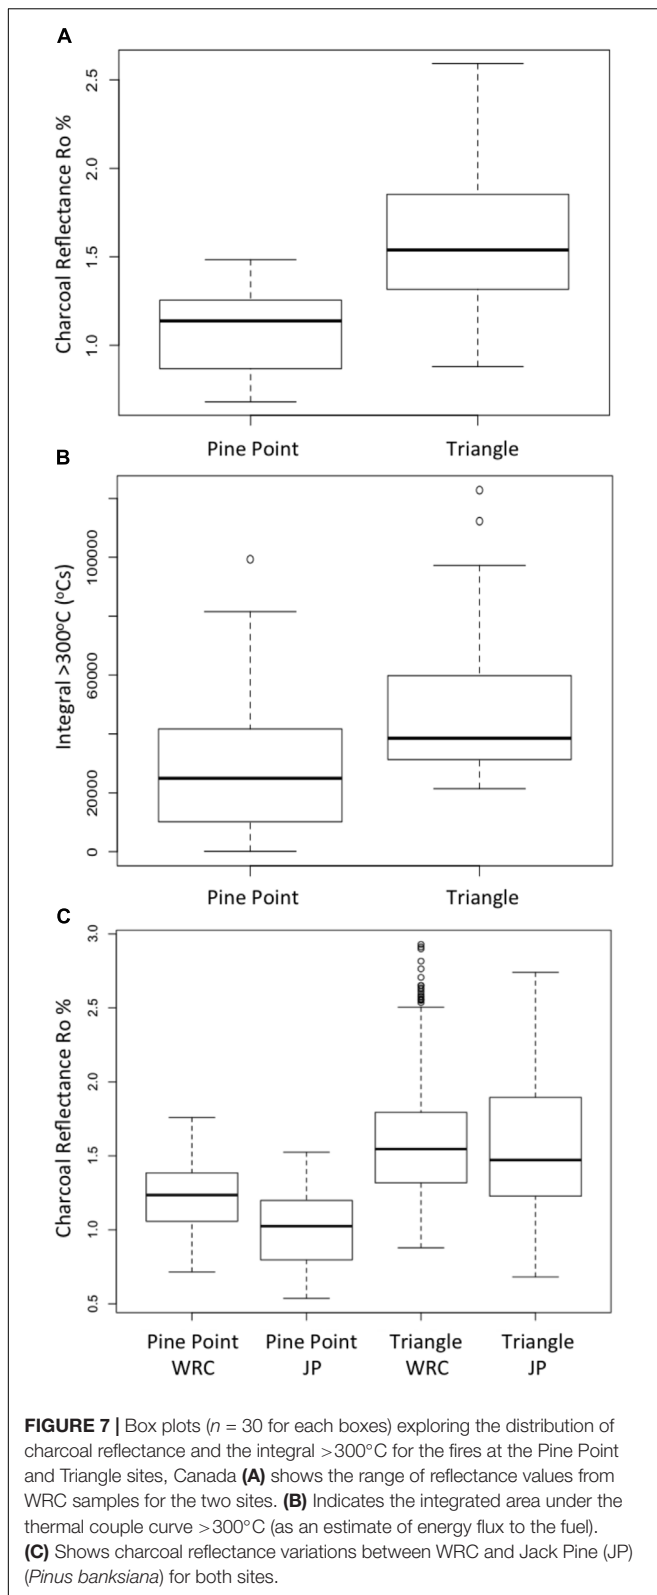 A
Charcoal Reflectance Ro %
2.5
2.0
1.5
1.0
Pine Point Triangle
B
Integral >300°C (°Cs)
100000
60000
20000
0
Pine Point Triangle
C
Charcoal Reflectance Ro %
3.0
2.5
2.0
1.5
1.0
0.5
Pine Point Pine Point Triangle Triangle
WRC JP WRC JP
FIGURE 7 | Box plots (n = 30 for each boxes) exploring the distribution of
charcoal reflectance and the integral >300°C for the fires at the Pine Point
and Triangle sites, Canada (A) shows the range of reflectance values from
WRC samples for the two sites. (B) Indicates the integrated area under the
thermal couple curve >300°C (as an estimate of energy flux to the fuel).
(C) Shows charcoal reflectance variations between WRC and Jack Pine (JP)
(Pinus banksiana) for both sites.